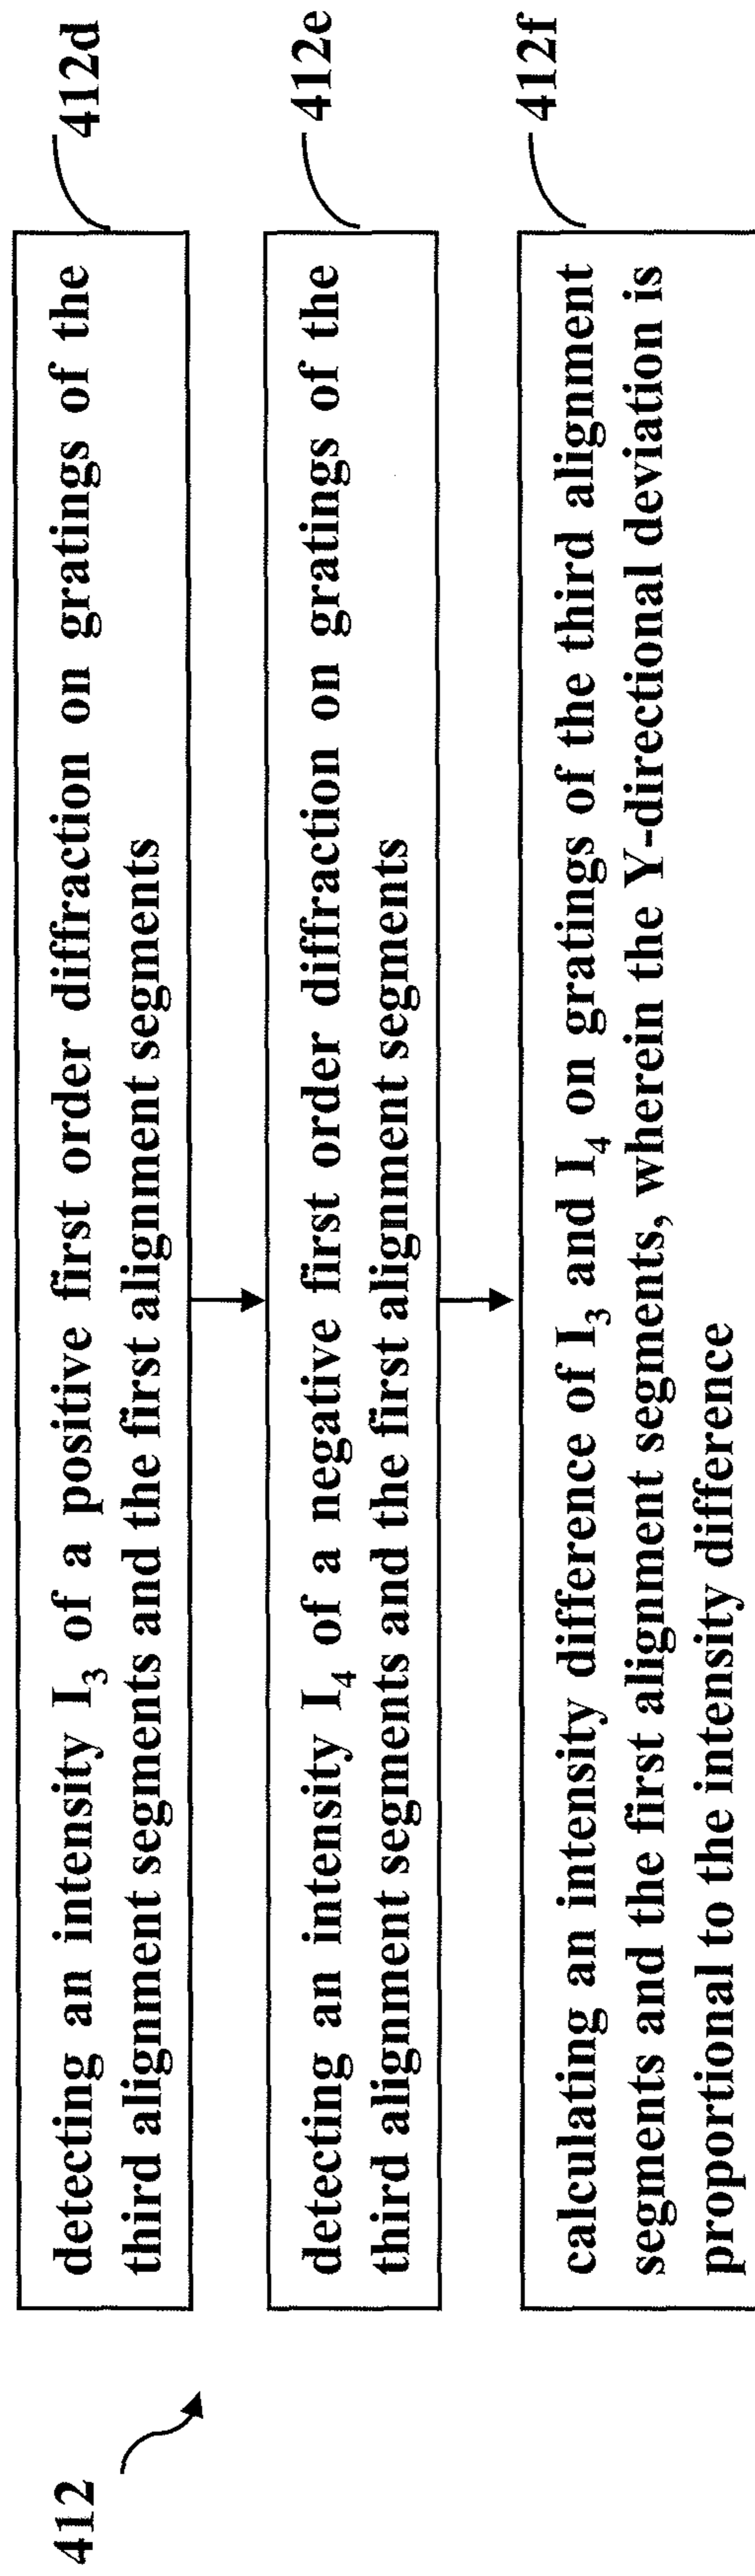 412
detecting an intensity I₃ of a positive first order diffraction on gratings of the
third alignment segments and the first alignment segments
412d
detecting an intensity I₄ of a negative first order diffraction on gratings of the
third alignment segments and the first alignment segments
412e
calculating an intensity difference of I₃ and I₄ on gratings of the third alignment
segments and the first alignment segments, wherein the Y-directional deviation is
proportional to the intensity difference
412f